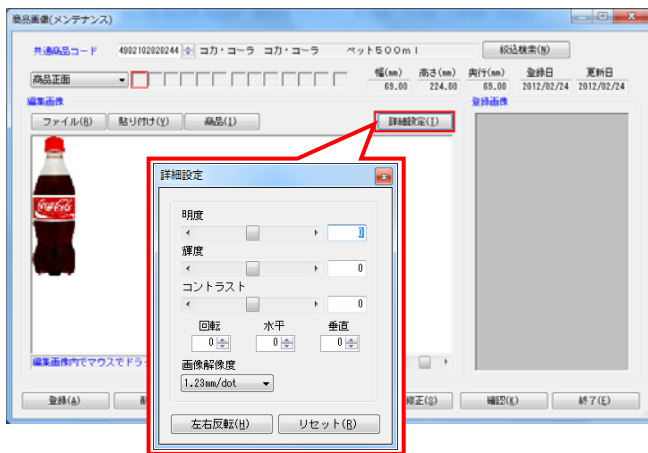 商品画像(メンテナンス)
共通商品コード 4902102020244 コカ・コーラ コカ・コーラ ペット500ml 絞込検索(N)
商品正面
幅(mm) 高さ(mm) 奥行(mm) 登録日 更新日
69.00 224.00 69.00 2012/02/24 2012/02/24
編集画像 登録画像
ファイル(B) 貼り付け(Y) 商品(I) 詳細設定(T)
詳細設定
明度
0
輝度
0
コントラスト
0
回転 水平 垂直
0 0 0
画像解像度
1.23mm/dot
左右反転(H) リセット(R)
編集画像内でマウスでドラ
登録(A) 修正(S) 確認(K) 終了(E)
Coca-Cola